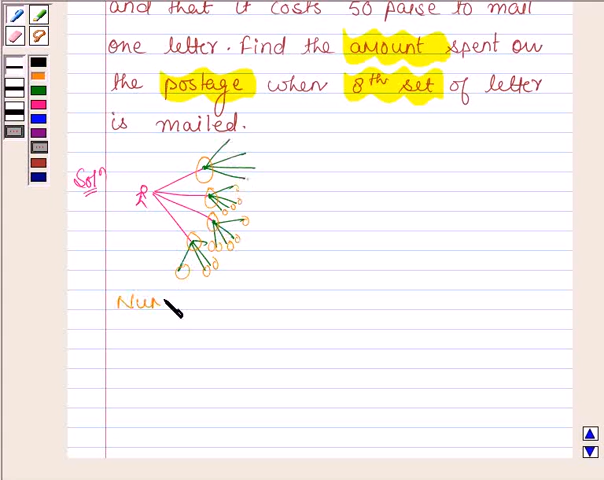 and that it costs 50 paise to mail
one letter. Find the amount spent on
the postage when 8th set of letter
is mailed.
Solⁿ
Num